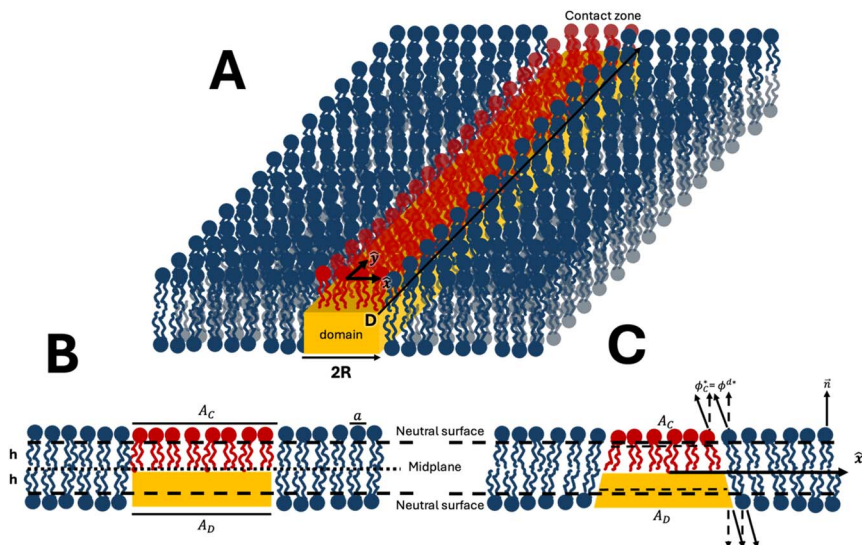 Contact zone
A
ŷ
x̂
D
domain
2R
B
C
A_C
a
Neutral surface
h
Midplane
h
Neutral surface
A_D
ϕ_C^* = ϕ^{d*}
n⃗
A_C
x̂
A_D